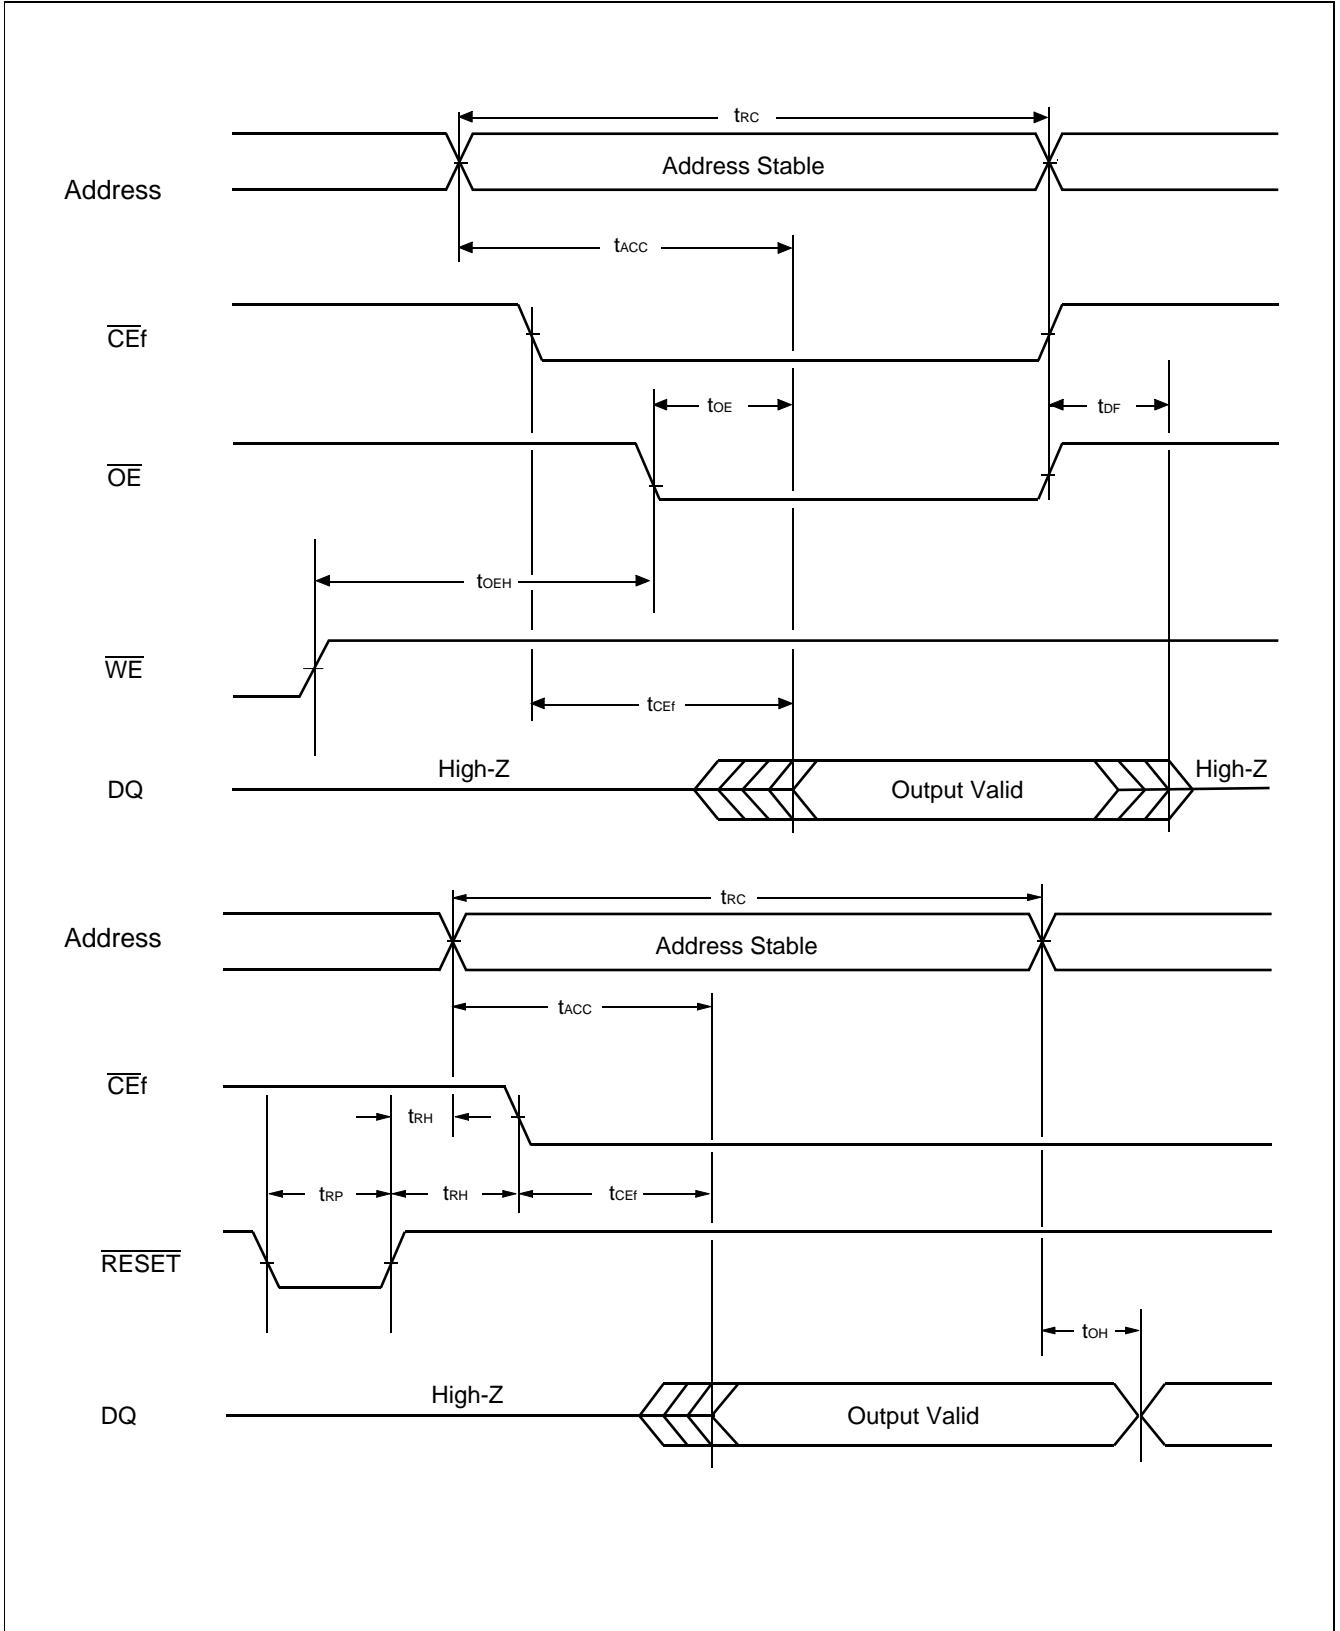 tRC
Address Stable
Address
tACC
CEf
tOE
tDF
OE
tOEH
WE
tCEf
High-Z
High-Z
DQ
Output Valid
tRC
Address
Address Stable
tACC
CEf
tRH
tRP
tRH
tCEf
RESET
tOH
High-Z
DQ
Output Valid